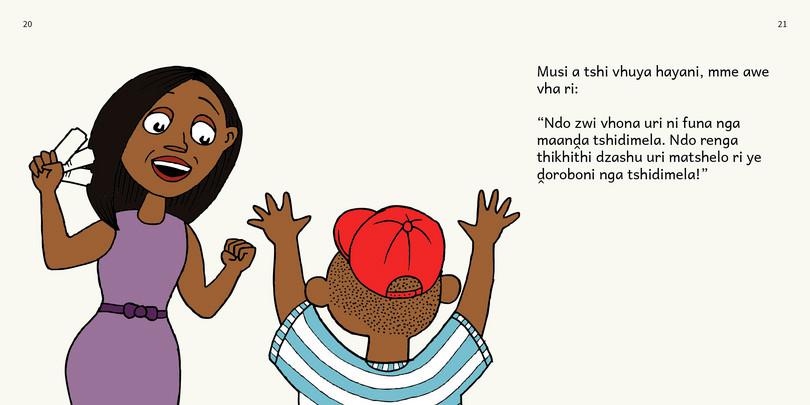 20
21
Musi a tshi vhuya hayani, mme awe
vha ri:
“Ndo zwi vhona uri ni funa nga
maanḓa tshidimela. Ndo renga
thikhithi dzashu uri matshelo ri ye
ḓoroboni nga tshidimela!”